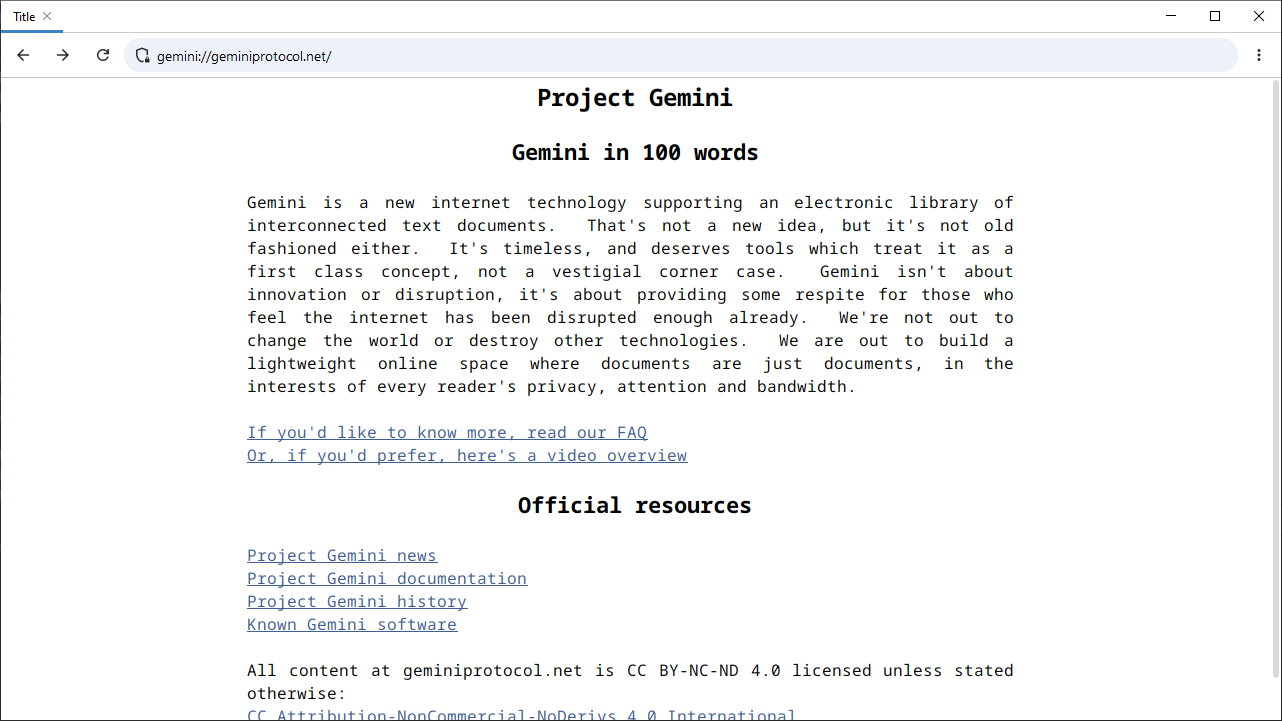 Title
gemini://geminiprotocol.net/
Project Gemini
Gemini in 100 words
Gemini is a new internet technology supporting an electronic library of
interconnected text documents.  That's not a new idea, but it's not old
fashioned either.  It's timeless, and deserves tools which treat it as a
first class concept, not a vestigial corner case.  Gemini isn't about
innovation or disruption, it's about providing some respite for those who
feel the internet has been disrupted enough already.  We're not out to
change the world or destroy other technologies.  We are out to build a
lightweight online space where documents are just documents, in the
interests of every reader's privacy, attention and bandwidth.
If you'd like to know more, read our FAQ
Or, if you'd prefer, here's a video overview
Official resources
Project Gemini news
Project Gemini documentation
Project Gemini history
Known Gemini software
All content at geminiprotocol.net is CC BY-NC-ND 4.0 licensed unless stated
otherwise:
CC Attribution-NonCommercial-NoDerivs 4.0 International